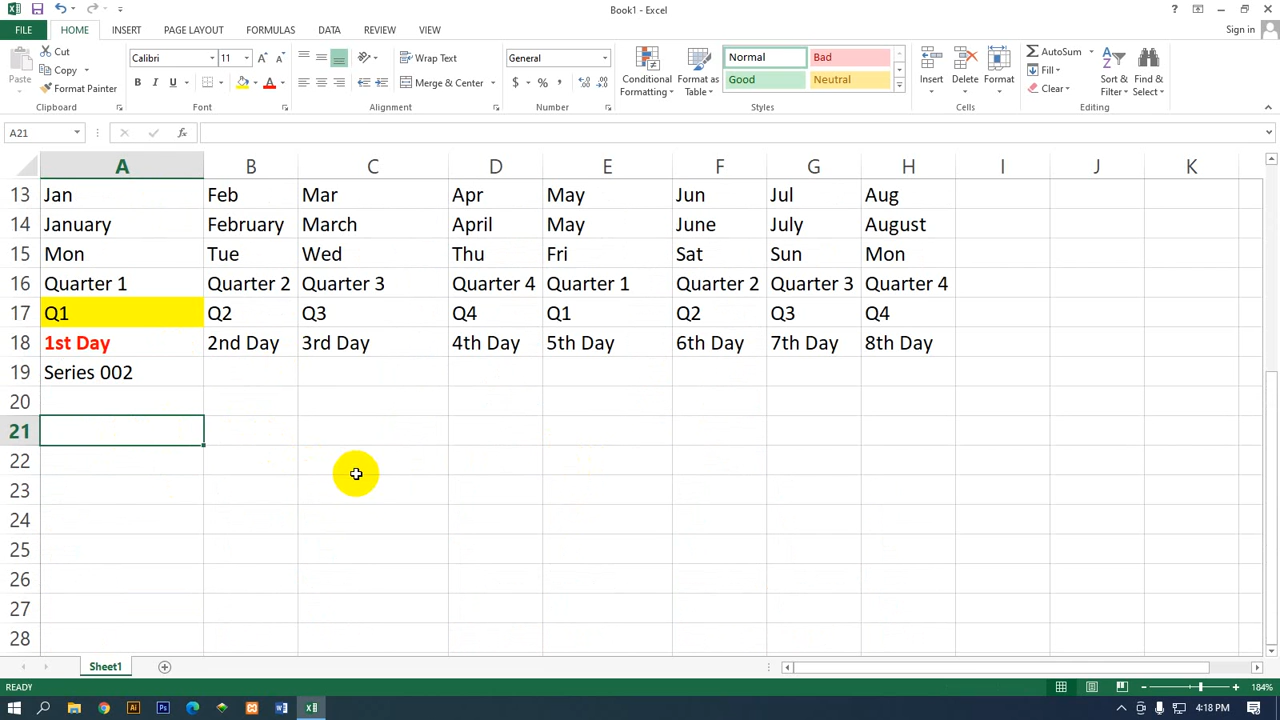 Book1 - Excel
FILE HOME INSERT PAGE LAYOUT FORMULAS DATA REVIEW VIEW Sign in
Paste Cut Copy Format Painter Clipboard
Calibri 11 B I U A Font
Wrap Text Merge & Center Alignment
General $ % , Number
Conditional Formatting Format as Table Normal Bad Good Neutral Styles
Insert Delete Format Cells
AutoSum Fill Clear Sort & Filter Find & Select Editing
A21 fx
A B C D E F G H I J K
13 Jan Feb Mar Apr May Jun Jul Aug
14 January February March April May June July August
15 Mon Tue Wed Thu Fri Sat Sun Mon
16 Quarter 1 Quarter 2 Quarter 3 Quarter 4 Quarter 1 Quarter 2 Quarter 3 Quarter 4
17 Q1 Q2 Q3 Q4 Q1 Q2 Q3 Q4
18 1st Day 2nd Day 3rd Day 4th Day 5th Day 6th Day 7th Day 8th Day
19 Series 002
20
21
22
23
24
25
26
27
28
Sheet1
READY 184%
4:18 PM